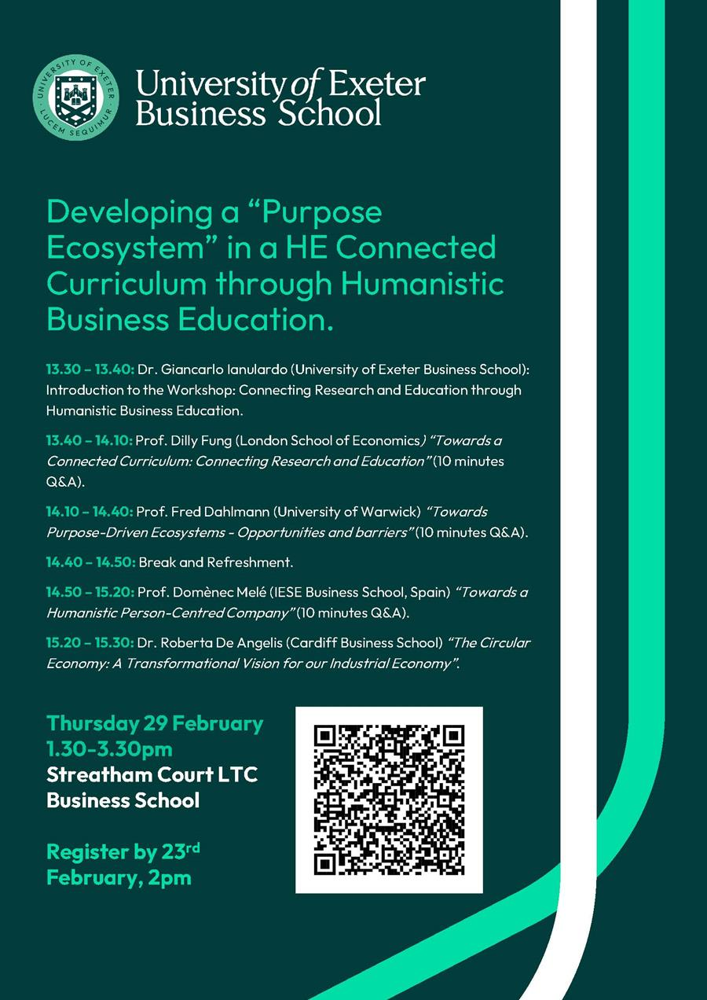 UNIVERSITY OF EXETER
LUCEM SEQUIMUR
University of Exeter
Business School
Developing a “Purpose
Ecosystem” in a HE Connected
Curriculum through Humanistic
Business Education.
13.30 – 13.40: Dr. Giancarlo Ianulardo (University of Exeter Business School):
Introduction to the Workshop: Connecting Research and Education through
Humanistic Business Education.
13.40 – 14.10: Prof. Dilly Fung (London School of Economics) “Towards a
Connected Curriculum: Connecting Research and Education” (10 minutes
Q&A).
14.10 – 14.40: Prof. Fred Dahlmann (University of Warwick) “Towards
Purpose-Driven Ecosystems - Opportunities and barriers” (10 minutes Q&A).
14.40 – 14.50: Break and Refreshment.
14.50 – 15.20: Prof. Domènec Melé (IESE Business School, Spain) “Towards a
Humanistic Person-Centred Company” (10 minutes Q&A).
15.20 – 15.30: Dr. Roberta De Angelis (Cardiff Business School) “The Circular
Economy: A Transformational Vision for our Industrial Economy”.
Thursday 29 February
1.30-3.30pm
Streatham Court LTC
Business School
Register by 23rd
February, 2pm